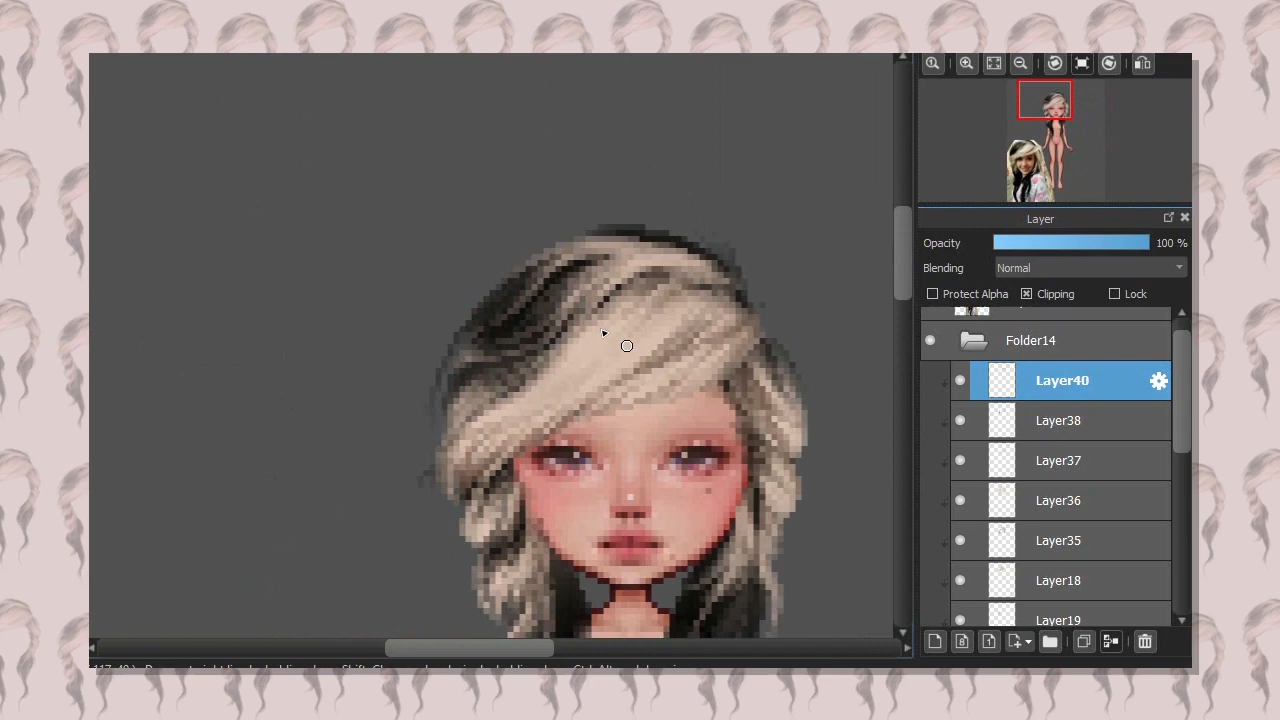 Layer
Opacity 100 %
Blending Normal
Protect Alpha Clipping Lock
Folder14
Layer40
Layer38
Layer37
Layer36
Layer35
Layer18
Layer19